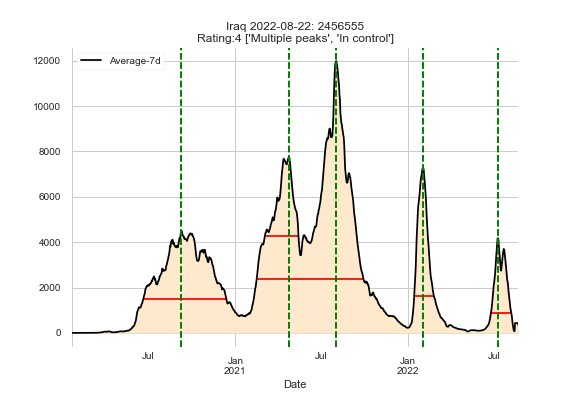 Iraq 2022-08-22: 2456555
Rating:4 ['Multiple peaks', 'In control']
Average-7d
12000
10000
8000
6000
4000
2000
0
Jul
Jan
2021
Jul
Jan
2022
Jul
Date